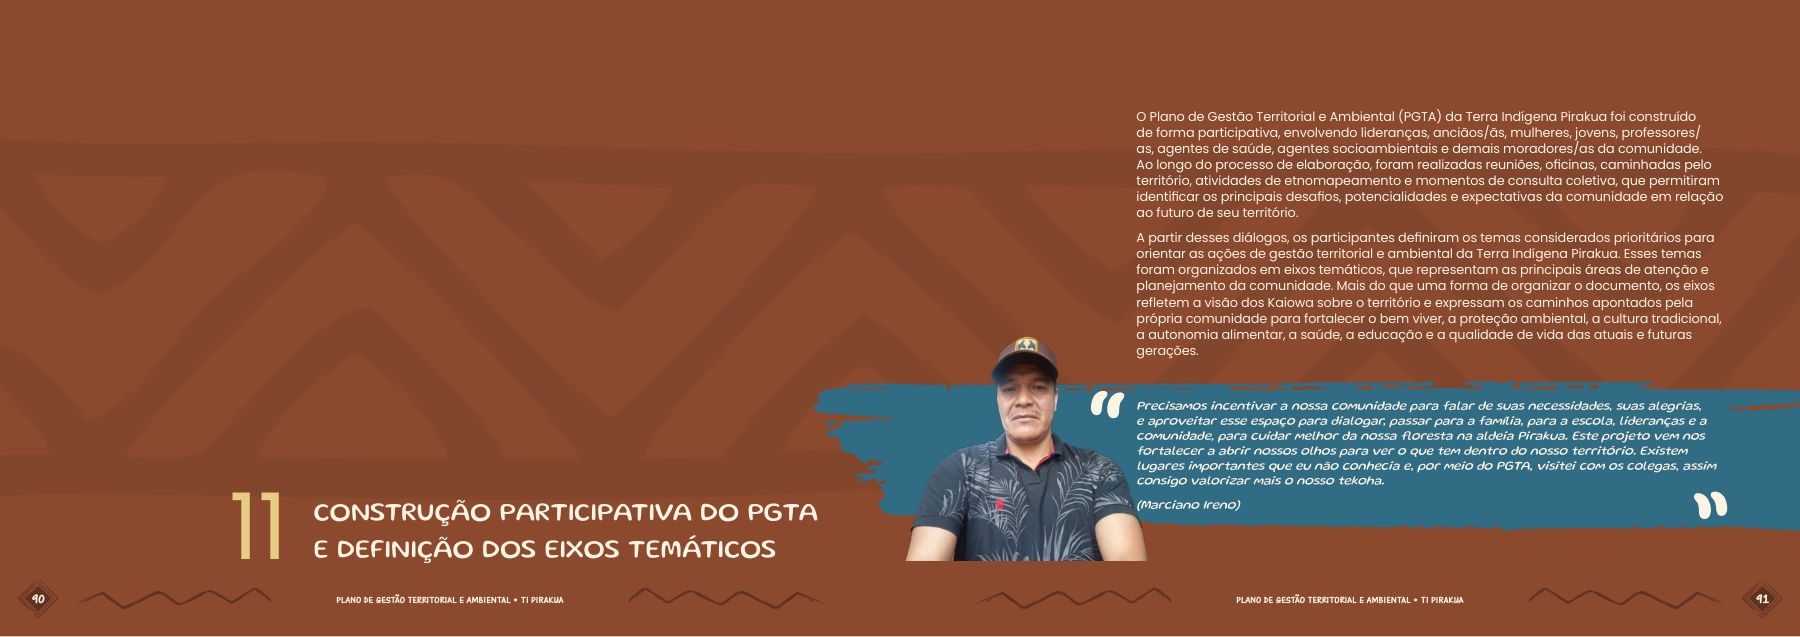 11
CONSTRUÇÃO PARTICIPATIVA DO PGTA
E DEFINIÇÃO DOS EIXOS TEMÁTICOS
90
PLANO DE GESTÃO TERRITORIAL E AMBIENTAL • TI PIRAKUA
O Plano de Gestão Territorial e Ambiental (PGTA) da Terra Indígena Pirakua foi construído
de forma participativa, envolvendo lideranças, anciãos/ãs, mulheres, jovens, professores/
as, agentes de saúde, agentes socioambientais e demais moradores/as da comunidade.
Ao longo do processo de elaboração, foram realizadas reuniões, oficinas, caminhadas pelo
território, atividades de etnomapeamento e momentos de consulta coletiva, que permitiram
identificar os principais desafios, potencialidades e expectativas da comunidade em relação
ao futuro de seu território.
A partir desses diálogos, os participantes definiram os temas considerados prioritários para
orientar as ações de gestão territorial e ambiental da Terra Indígena Pirakua. Esses temas
foram organizados em eixos temáticos, que representam as principais áreas de atenção e
planejamento da comunidade. Mais do que uma forma de organizar o documento, os eixos
refletem a visão dos Kaiowa sobre o território e expressam os caminhos apontados pela
própria comunidade para fortalecer o bem viver, a proteção ambiental, a cultura tradicional,
a autonomia alimentar, a saúde, a educação e a qualidade de vida das atuais e futuras
gerações.
“
Precisamos incentivar a nossa comunidade para falar de suas necessidades, suas alegrias,
e aproveitar esse espaço para dialogar, passar para a família, para a escola, lideranças e a
comunidade, para cuidar melhor da nossa floresta na aldeia Pirakua. Este projeto vem nos
fortalecer a abrir nossos olhos para ver o que tem dentro do nosso território. Existem
lugares importantes que eu não conhecia e, por meio do PGTA, visitei com os colegas, assim
consigo valorizar mais o nosso tekoha.
(Marciano Ireno)
”
PLANO DE GESTÃO TERRITORIAL E AMBIENTAL • TI PIRAKUA
91